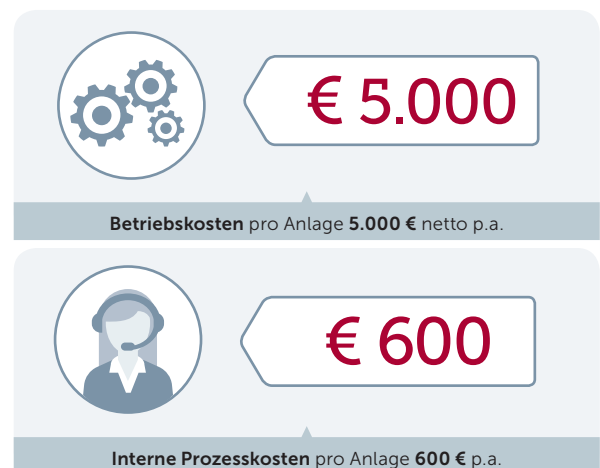 € 5.000
Betriebskosten pro Anlage 5.000 € netto p.a.
€ 600
Interne Prozesskosten pro Anlage 600 € p.a.